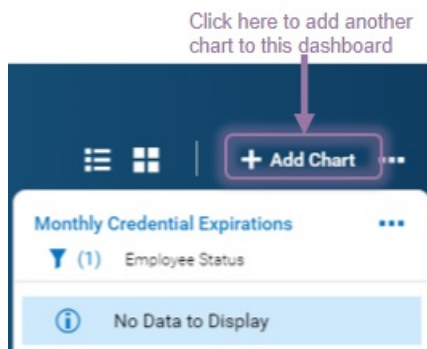 Click here to add another
chart to this dashboard
+ Add Chart
Monthly Credential Expirations
(1) Employee Status
No Data to Display